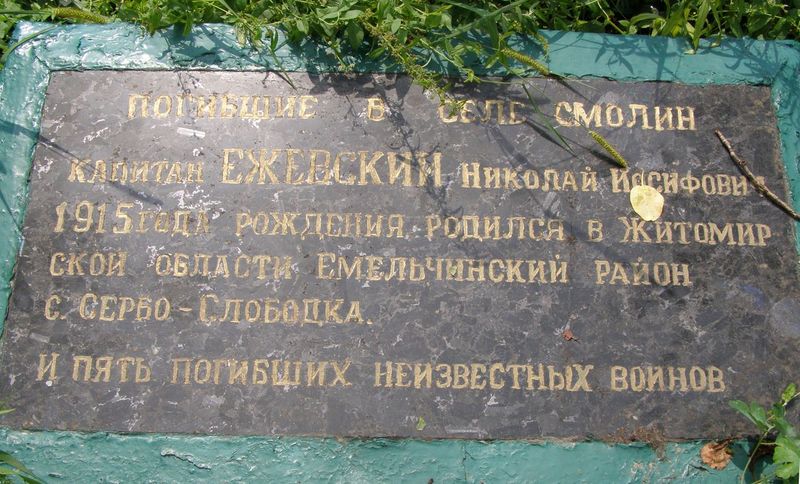 ПОГИБШИЕ В СЕЛЕ СМОЛИН
КАПИТАН ЕЖЕВСКИЙ НИКОЛАЙ ИОСИФОВИЧ
1915 ГОДА РОЖДЕНИЯ РОДИЛСЯ В ЖИТОМИР
СКОЙ ОБЛАСТИ ЕМЕЛЬЧИНСКИЙ РАЙОН
С. СЕРБО-СЛОБОДКА.
И ПЯТЬ ПОГИБШИХ НЕИЗВЕСТНЫХ ВОИНОВ